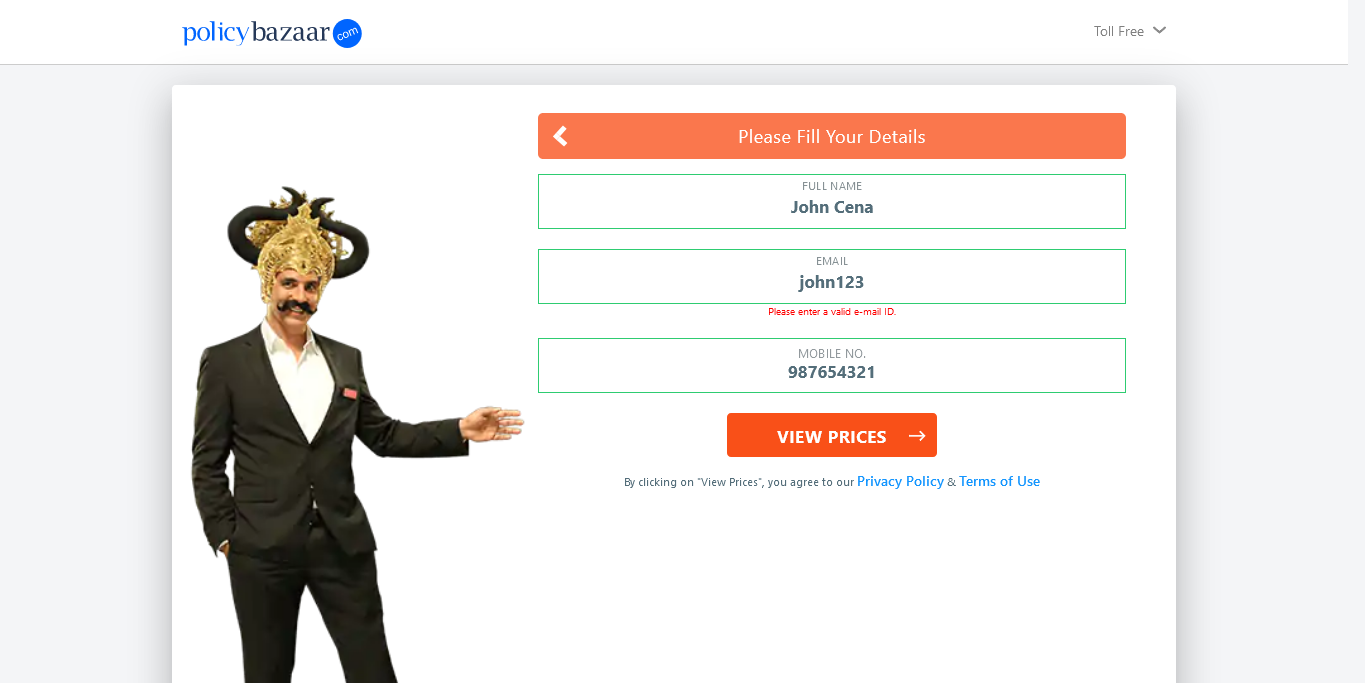 policybazaar com
Toll Free
Please Fill Your Details
FULL NAME
John Cena
EMAIL
john123
Please enter a valid e-mail ID.
MOBILE NO.
987654321
VIEW PRICES
By clicking on "View Prices", you agree to our Privacy Policy & Terms of Use